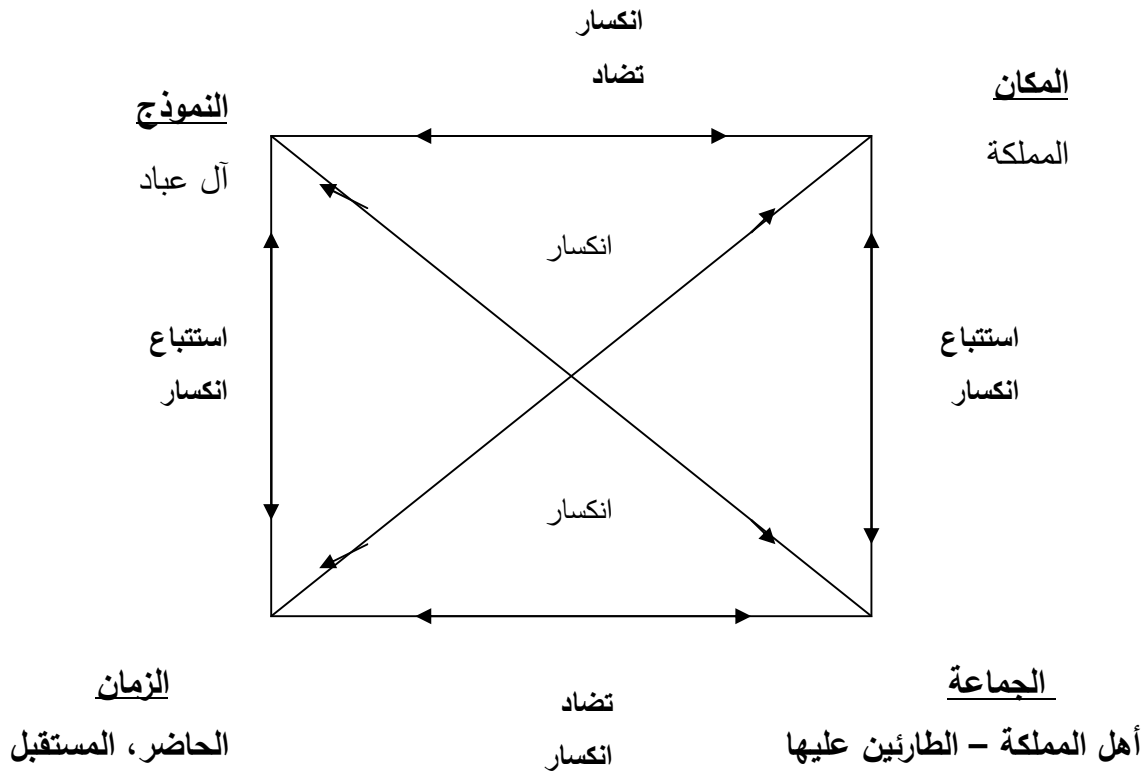 انكسار
تضاد
المكان
المملكة
النموذج
آل عباد
انكسار
استتباع
انكسار
استتباع
انكسار
انكسار
الجماعة
أهل المملكة – الطارئين عليها
تضاد
انكسار
الزمان
الحاضر، المستقبل